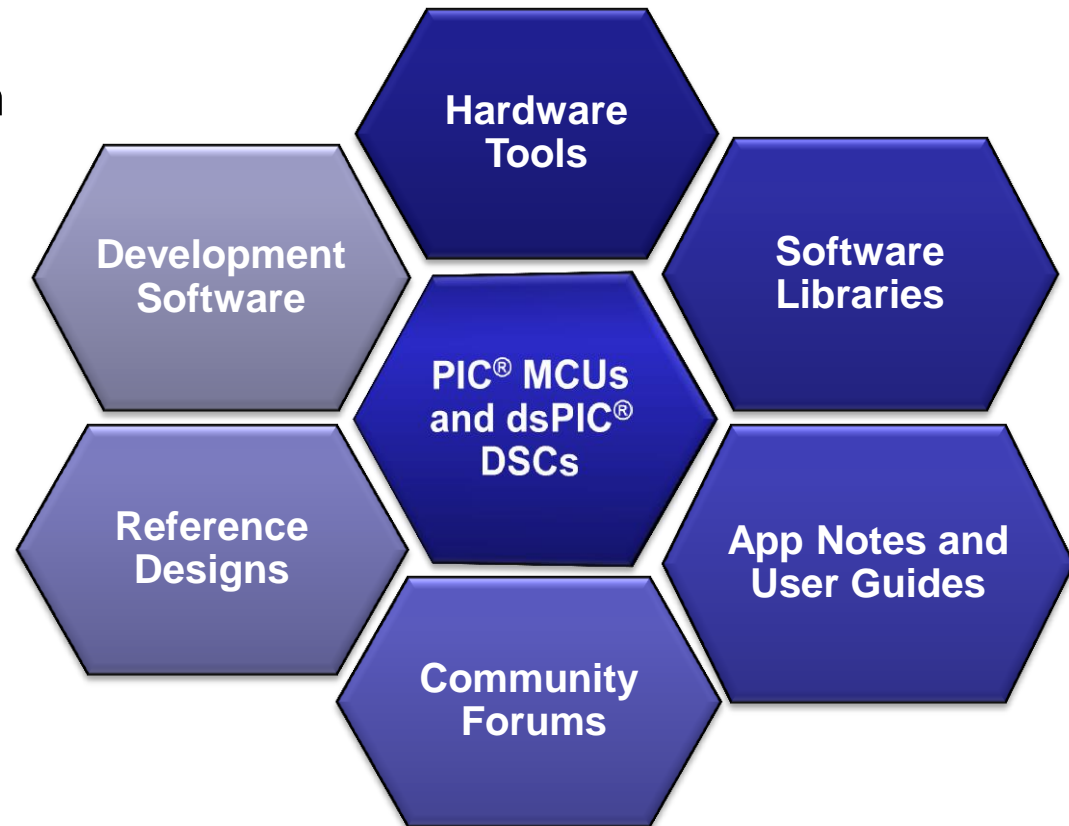 Hardware
Tools
Development
Software
Software
Libraries
PIC® MCUs
and dsPIC®
DSCs
Reference
Designs
App Notes and
User Guides
Community
Forums